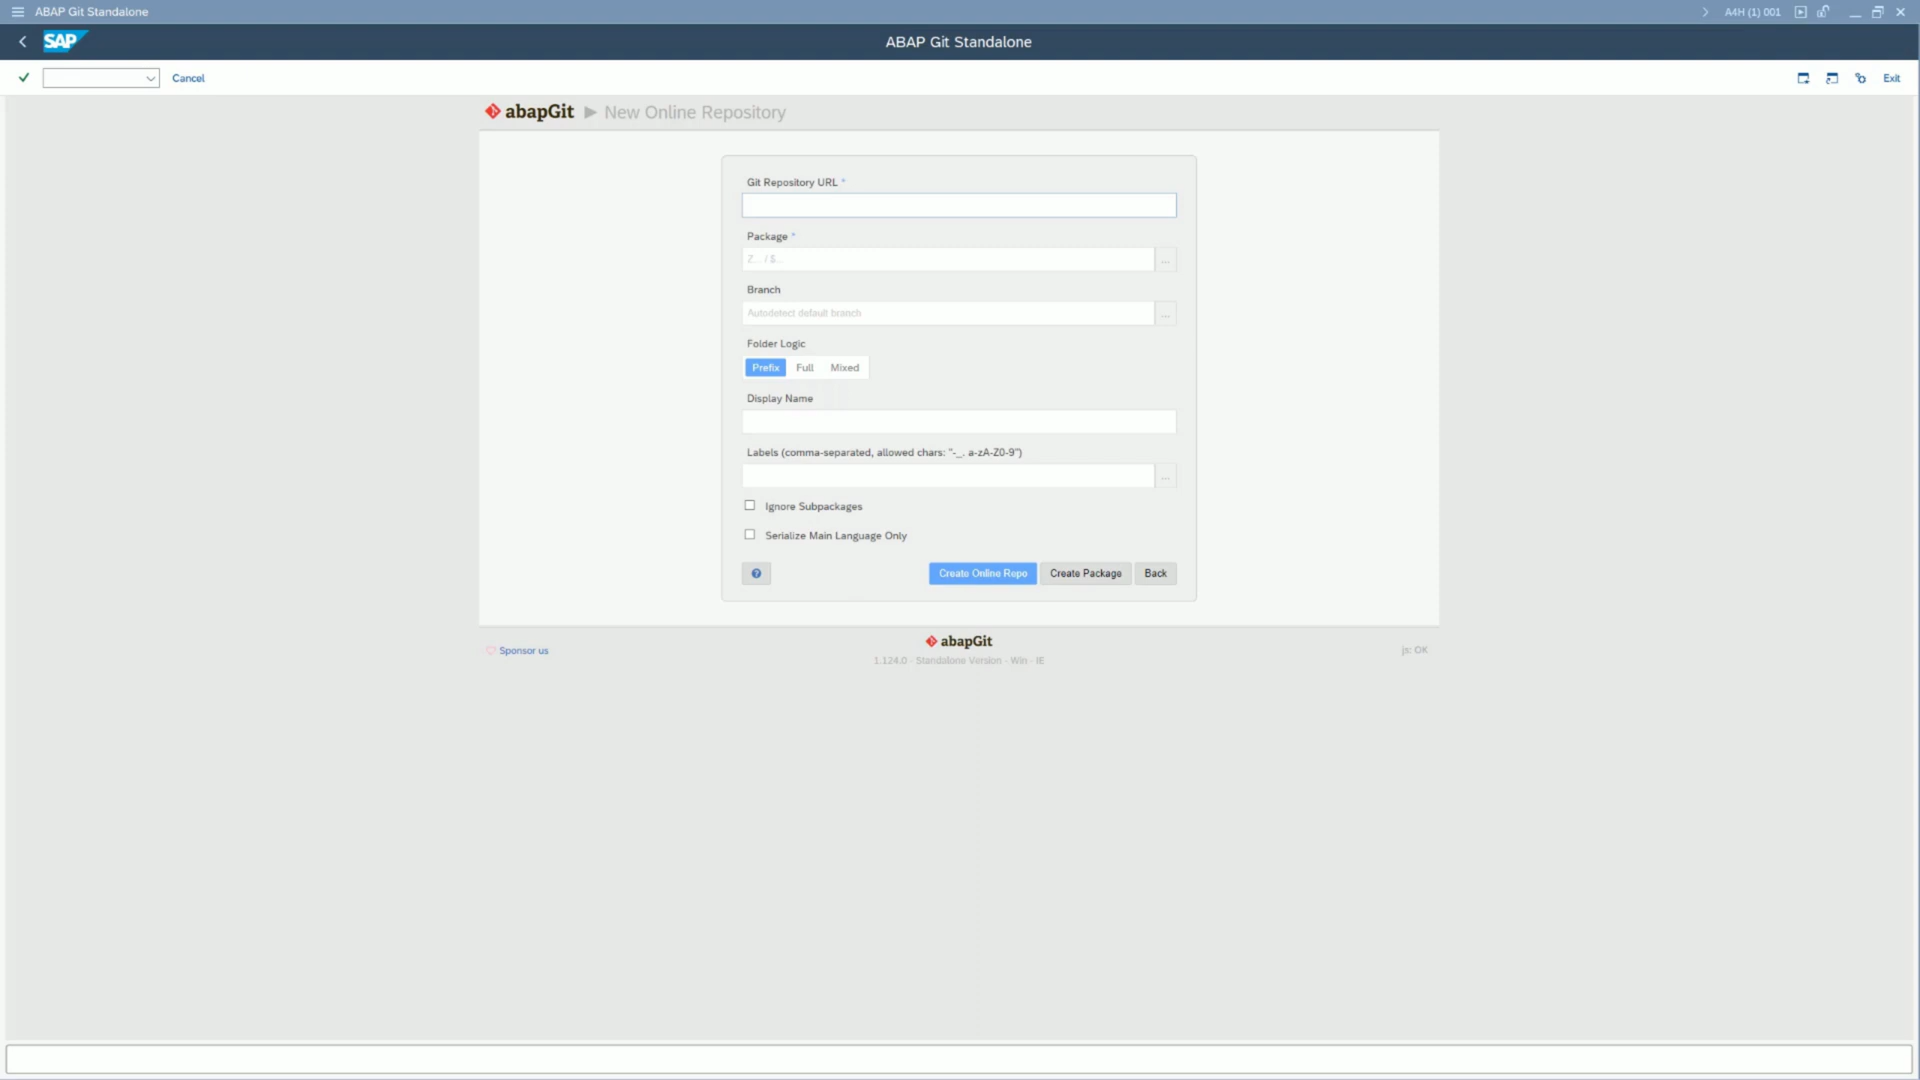 ABAP Git Standalone
A4H (1) 001
SAP
ABAP Git Standalone
Cancel
Exit
abapGit ▶ New Online Repository
Git Repository URL *
Package *
Z... / $...
...
Branch
Autodetect default branch
...
Folder Logic
Prefix Full Mixed
Display Name
Labels (comma-separated, allowed chars: "-_. a-zA-Z0-9")
...
Ignore Subpackages
Serialize Main Language Only
?
Create Online Repo Create Package Back
Sponsor us
abapGit
1.124.0 - Standalone Version - Win - IE
js: OK